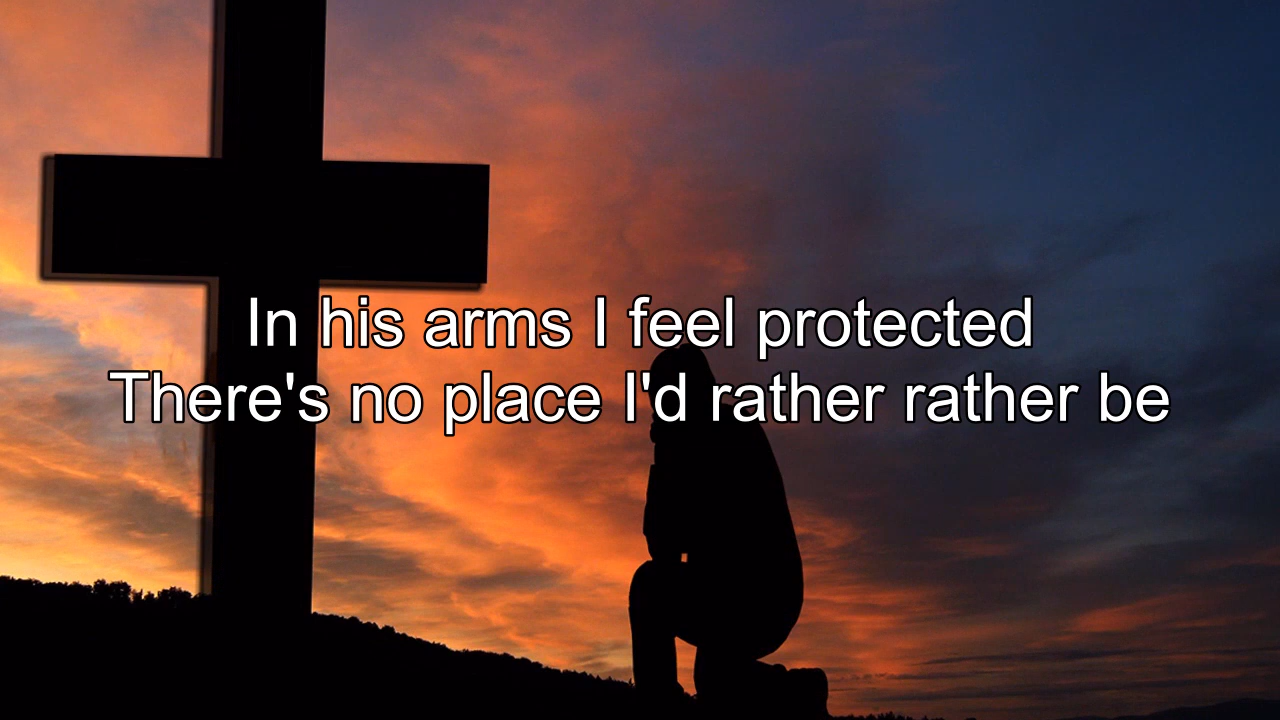 In his arms I feel protected
There's no place I'd rather rather be